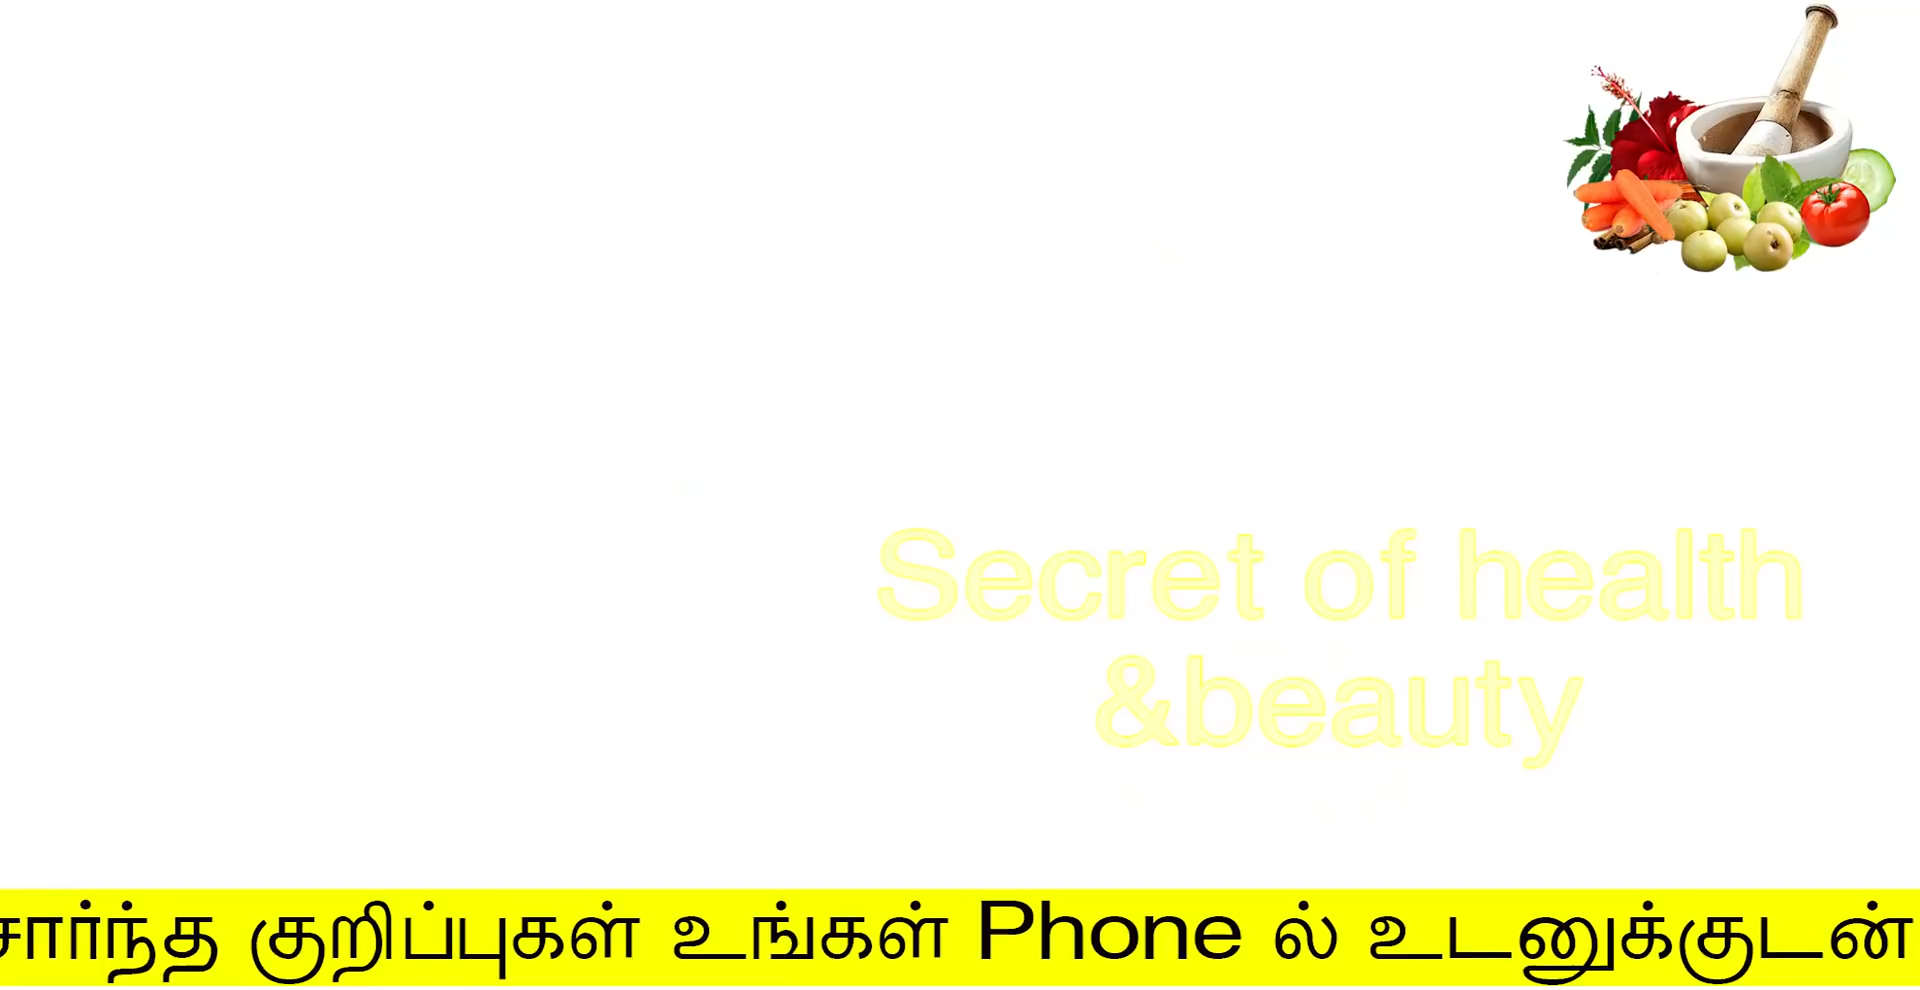 Secret of health
&beauty
சார்ந்த குறிப்புகள் உங்கள் Phone ல் உடனுக்குடன்